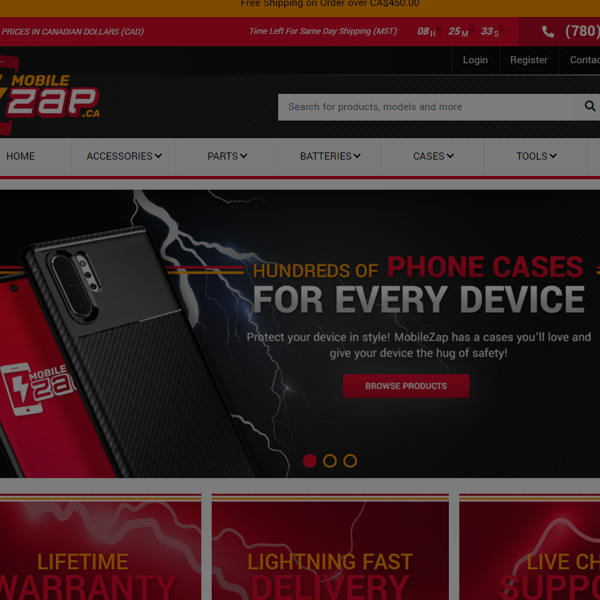 Free Shipping on Order over CA$450.00
PRICES IN CANADIAN DOLLARS (CAD)
Time Left For Same Day Shipping (MST): 08 H 25 M 33 S
(780)
Login Register Contac
MOBILE
ZAP
.CA
Search for products, models and more
HOME ACCESSORIES PARTS BATTERIES CASES TOOLS
HUNDREDS OF PHONE CASES
FOR EVERY DEVICE
Protect your device in style! MobileZap has a cases you'll love and
give your device the hug of safety!
BROWSE PRODUCTS
MOBILE
ZAP
LIFETIME
WARRANTY
LIGHTNING FAST
DELIVERY
LIVE CH
SUPPO